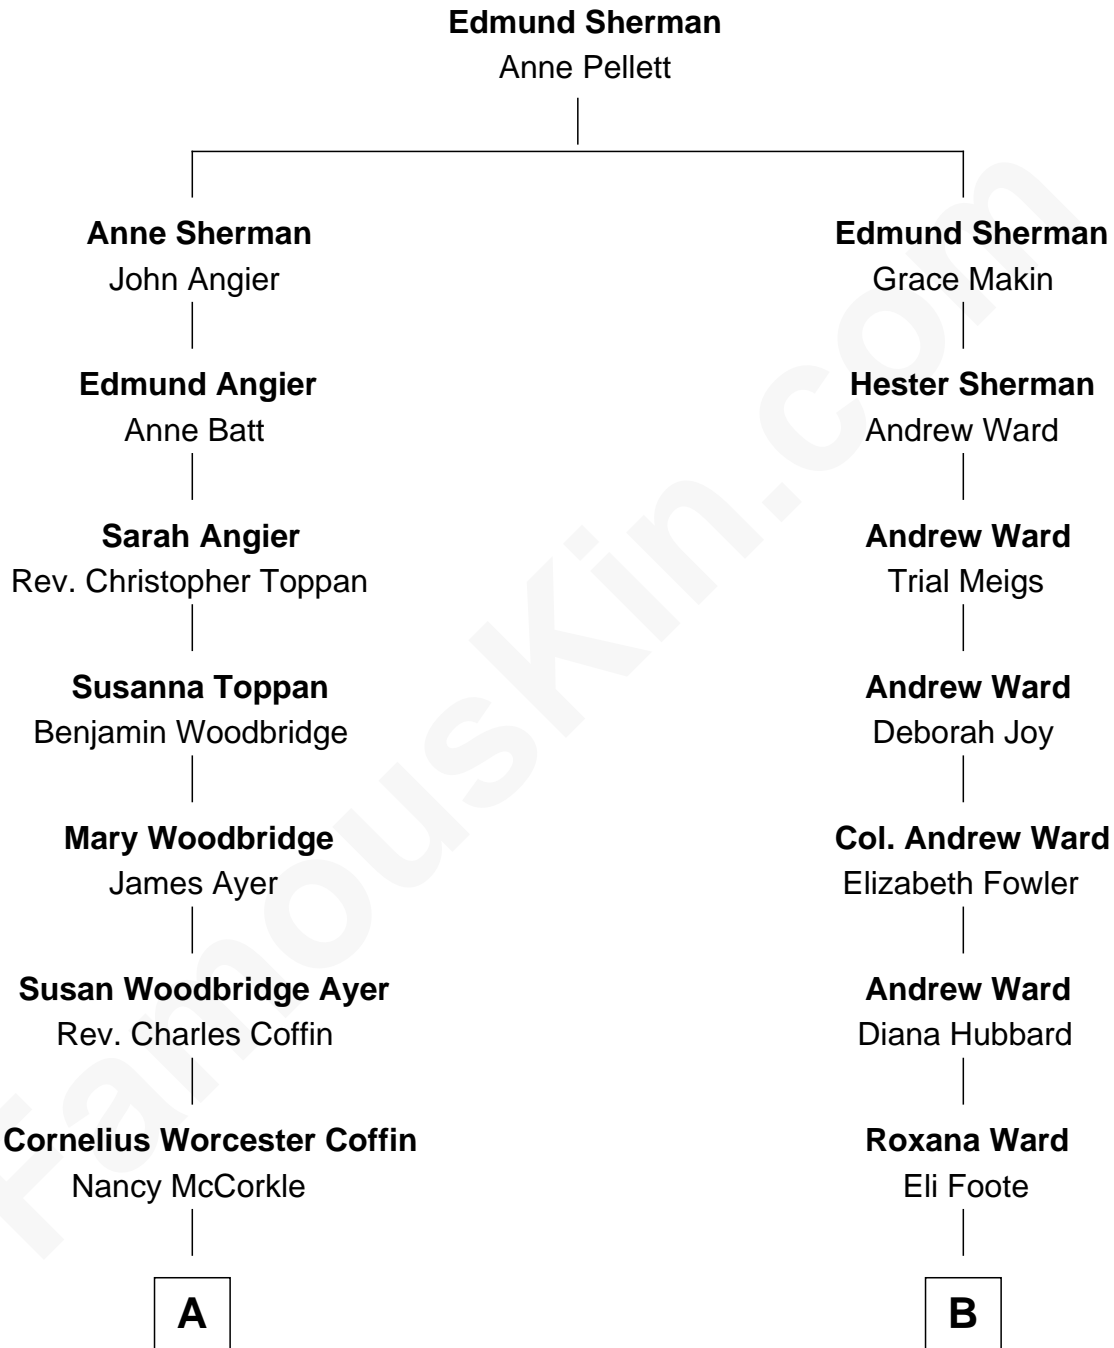 Edmund Sherman
Anne Pellett
Anne Sherman
John Angier
Edmund Angier
Anne Batt
Sarah Angier
Rev. Christopher Toppan
Susanna Toppan
Benjamin Woodbridge
Mary Woodbridge
James Ayer
Susan Woodbridge Ayer
Rev. Charles Coffin
Cornelius Worcester Coffin
Nancy McCorkle
A
Edmund Sherman
Grace Makin
Hester Sherman
Andrew Ward
Andrew Ward
Trial Meigs
Andrew Ward
Deborah Joy
Col. Andrew Ward
Elizabeth Fowler
Andrew Ward
Diana Hubbard
Roxana Ward
Eli Foote
B
FamousKin.com